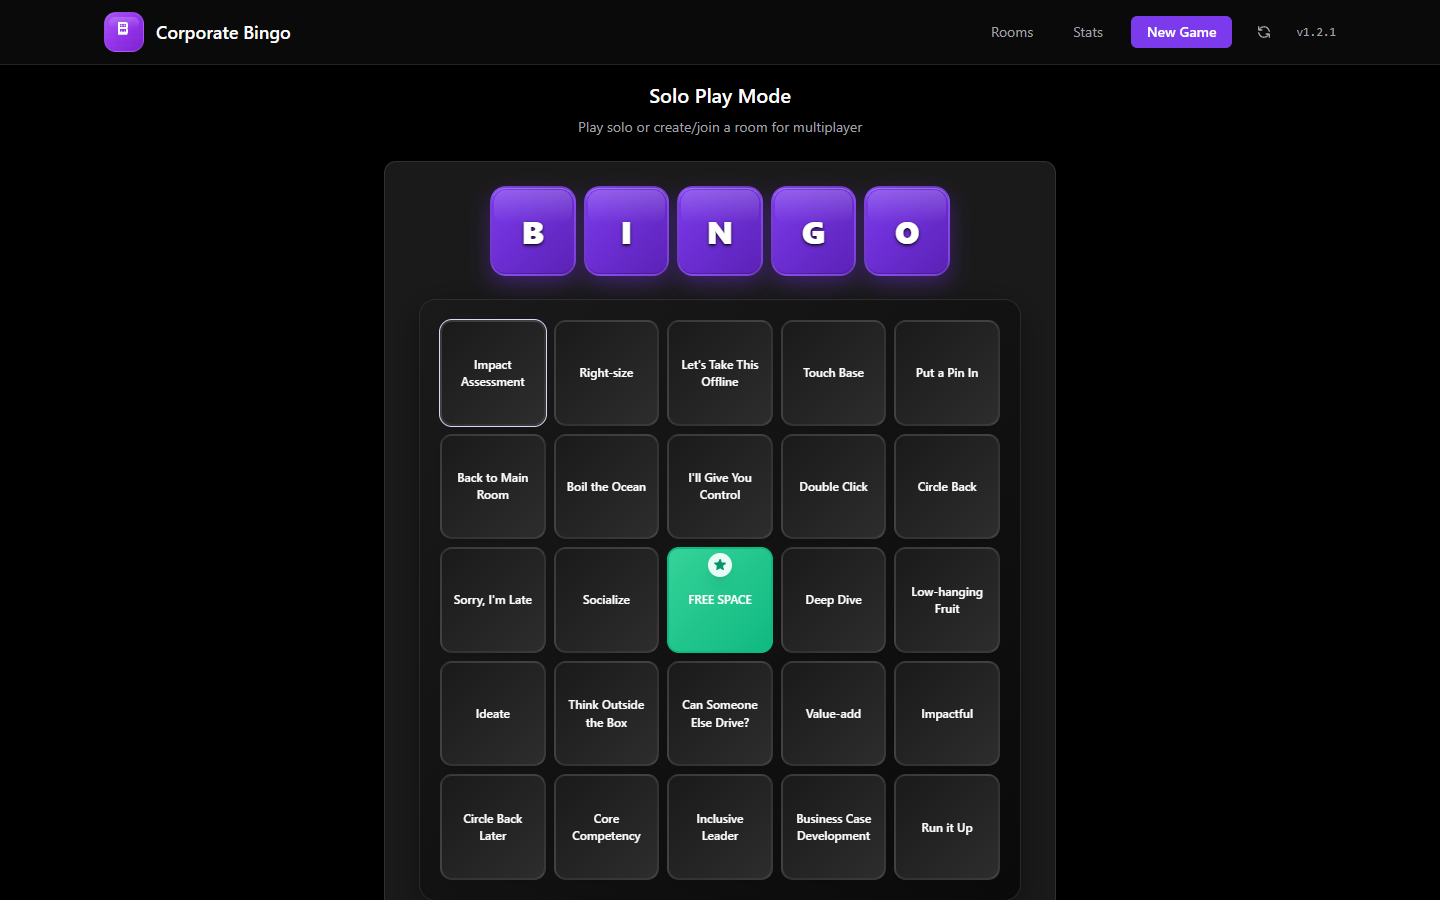 Corporate Bingo
Rooms
Stats
New Game
v1.2.1
Solo Play Mode
Play solo or create/join a room for multiplayer
B I N G O
Impact
Assessment
Right-size
Let's Take This
Offline
Touch Base
Put a Pin In
Back to Main
Room
Boil the Ocean
I'll Give You
Control
Double Click
Circle Back
Sorry, I'm Late
Socialize
FREE SPACE
Deep Dive
Low-hanging
Fruit
Ideate
Think Outside
the Box
Can Someone
Else Drive?
Value-add
Impactful
Circle Back
Later
Core
Competency
Inclusive
Leader
Business Case
Development
Run it Up